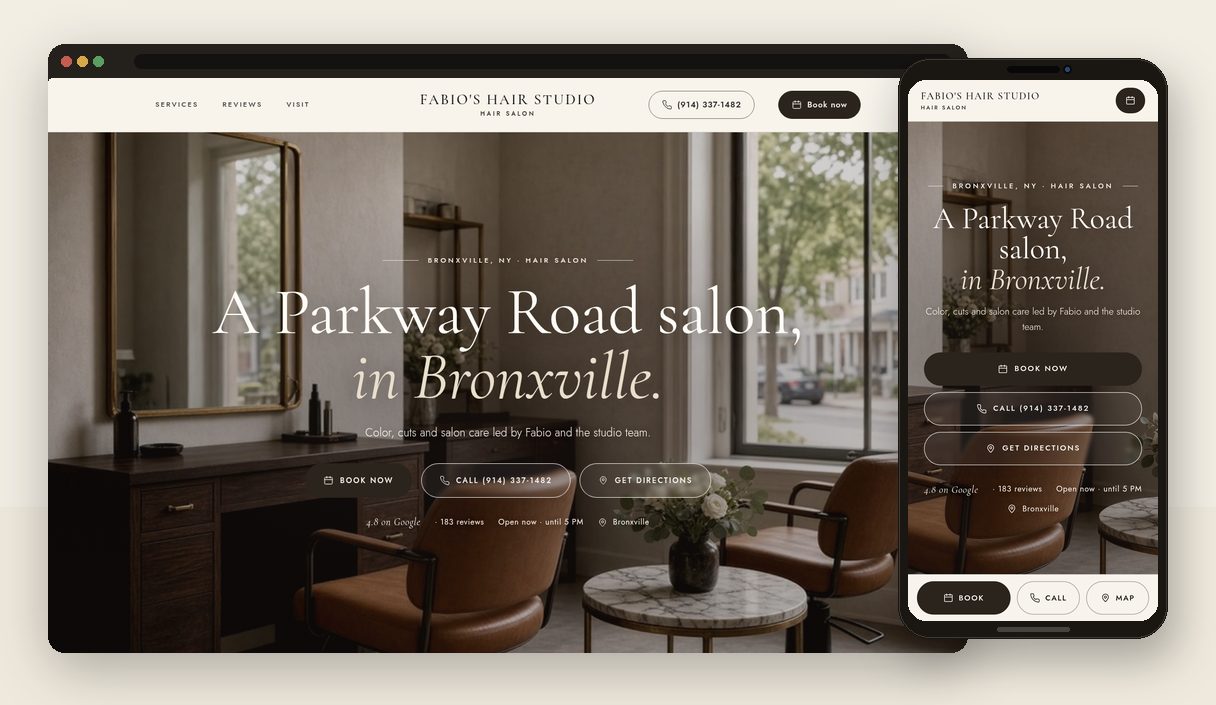 SERVICES REVIEWS VISIT
FABIO'S HAIR STUDIO
HAIR SALON
(914) 337-1482
Book now
BRONXVILLE, NY · HAIR SALON
A Parkway Road salon,
in Bronxville.
Color, cuts and salon care led by Fabio and the studio team.
BOOK NOW CALL (914) 337-1482 GET DIRECTIONS
4.8 on Google · 183 reviews Open now · until 5 PM Bronxville
FABIO'S HAIR STUDIO
HAIR SALON
BRONXVILLE, NY · HAIR SALON
A Parkway Road
salon,
in Bronxville.
Color, cuts and salon care led by Fabio and the studio
team.
BOOK NOW
CALL (914) 337-1482
GET DIRECTIONS
4.8 on Google · 183 reviews Open now · until 5 PM
Bronxville
BOOK CALL MAP